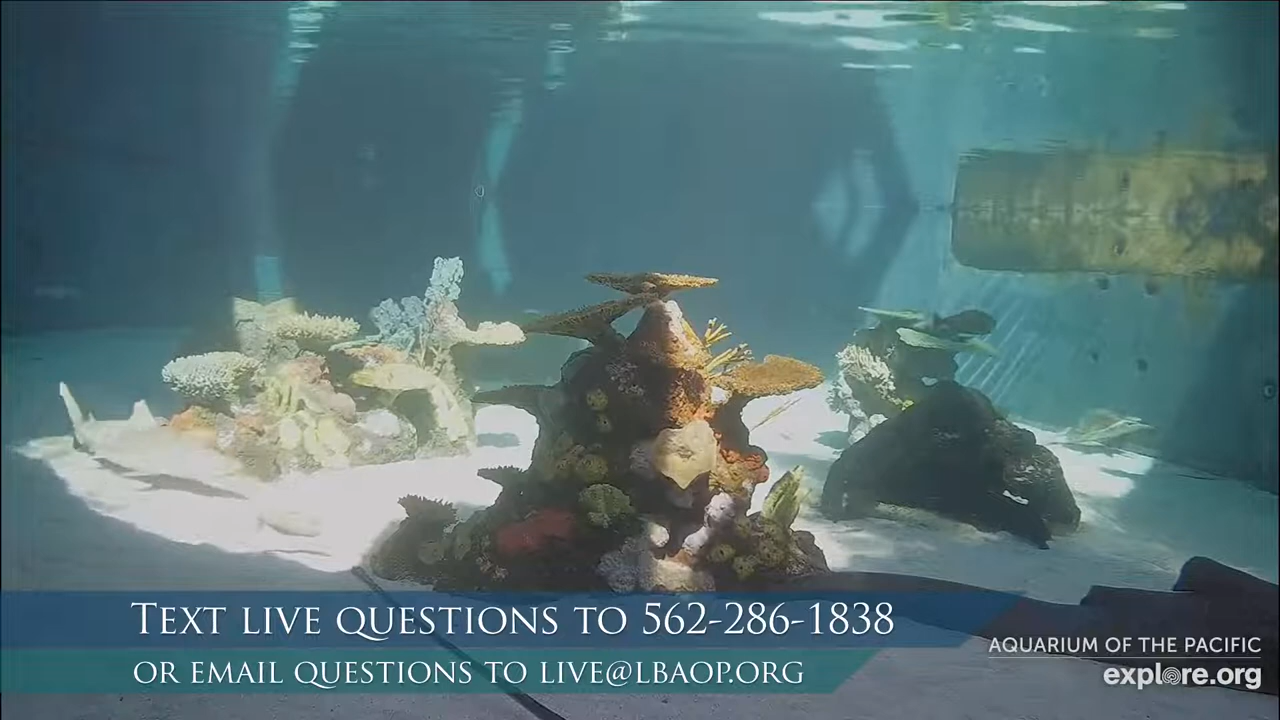 TEXT LIVE QUESTIONS TO 562-286-1838
OR EMAIL QUESTIONS TO LIVE@LBAOP.ORG
AQUARIUM OF THE PACIFIC
explore.org